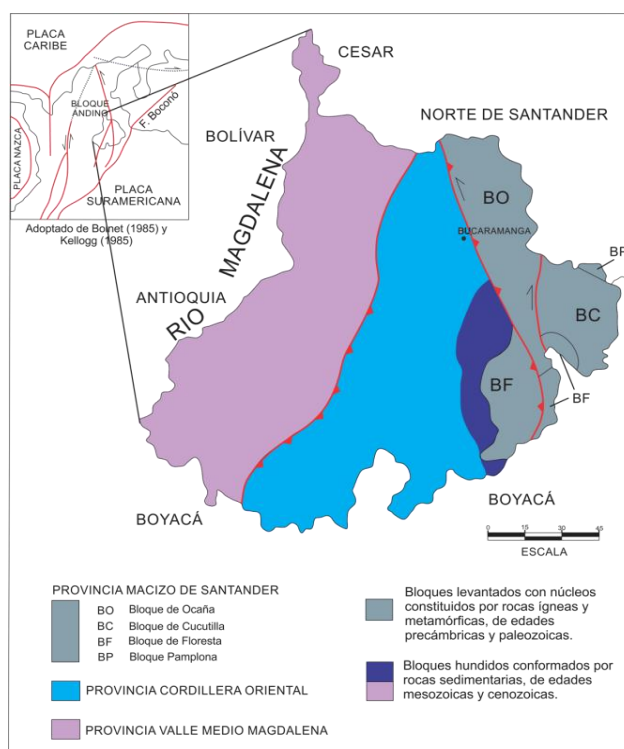 PLACA
CARIBE
BLOQUE
ANDINO
F. Boconó
PLACA NAZCA
PLACA
SURAMERICANA
Adoptado de Boinet (1985) y
Kellogg (1985)
CESAR
BOLÍVAR
NORTE DE SANTANDER
RIO MAGDALENA
ANTIOQUIA
BO
BUCARAMANGA
BP
BC
BF
BF
BOYACÁ
BOYACÁ
0 15 30 45
ESCALA
PROVINCIA MACIZO DE SANTANDER
BO Bloque de Ocaña
BC Bloque de Cucutilla
BF Bloque de Floresta
BP Bloque Pamplona
PROVINCIA CORDILLERA ORIENTAL
PROVINCIA VALLE MEDIO MAGDALENA
Bloques levantados con núcleos
constituidos por rocas ígneas y
metamórficas, de edades
precámbricas y paleozoicas.
Bloques hundidos conformados por
rocas sedimentarias, de edades
mesozoicas y cenozoicas.